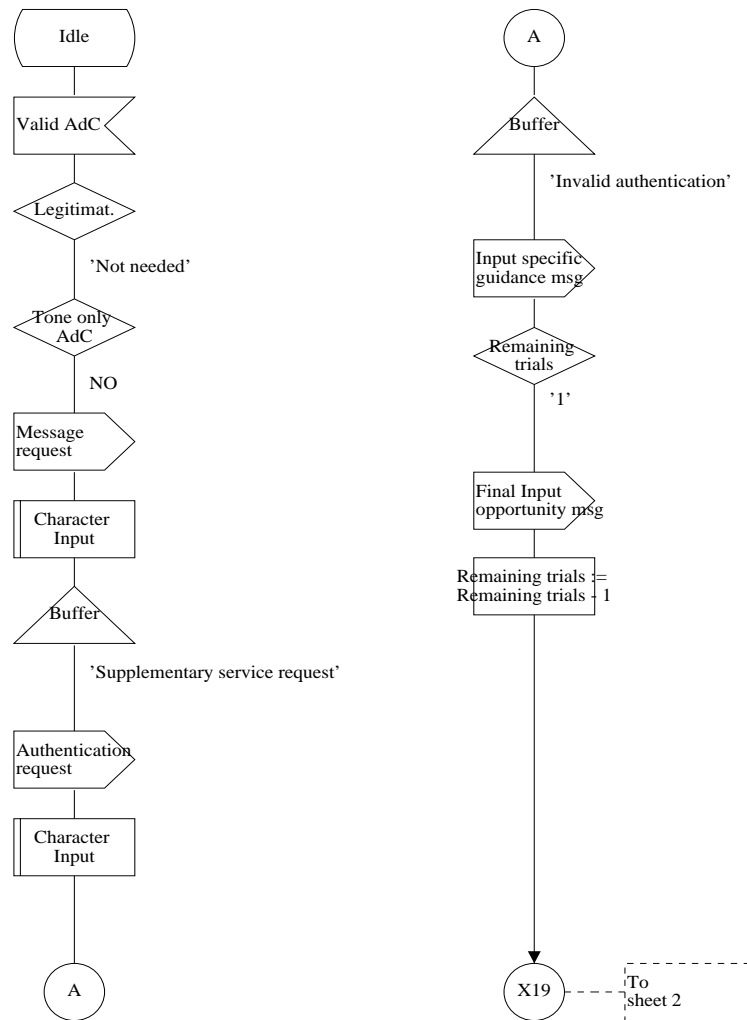 Idle
Valid AdC
Legitimat.
’Not needed’
Tone only
AdC
NO
Message
request
Character
Input
Buffer
’Supplementary service request’
Authentication
request
Character
Input
A
A
Buffer
’Invalid authentication’
Input specific
guidance msg
Remaining
trials
’1’
Final Input
opportunity msg
Remaining trials :=
Remaining trials - 1
X19
To
sheet 2